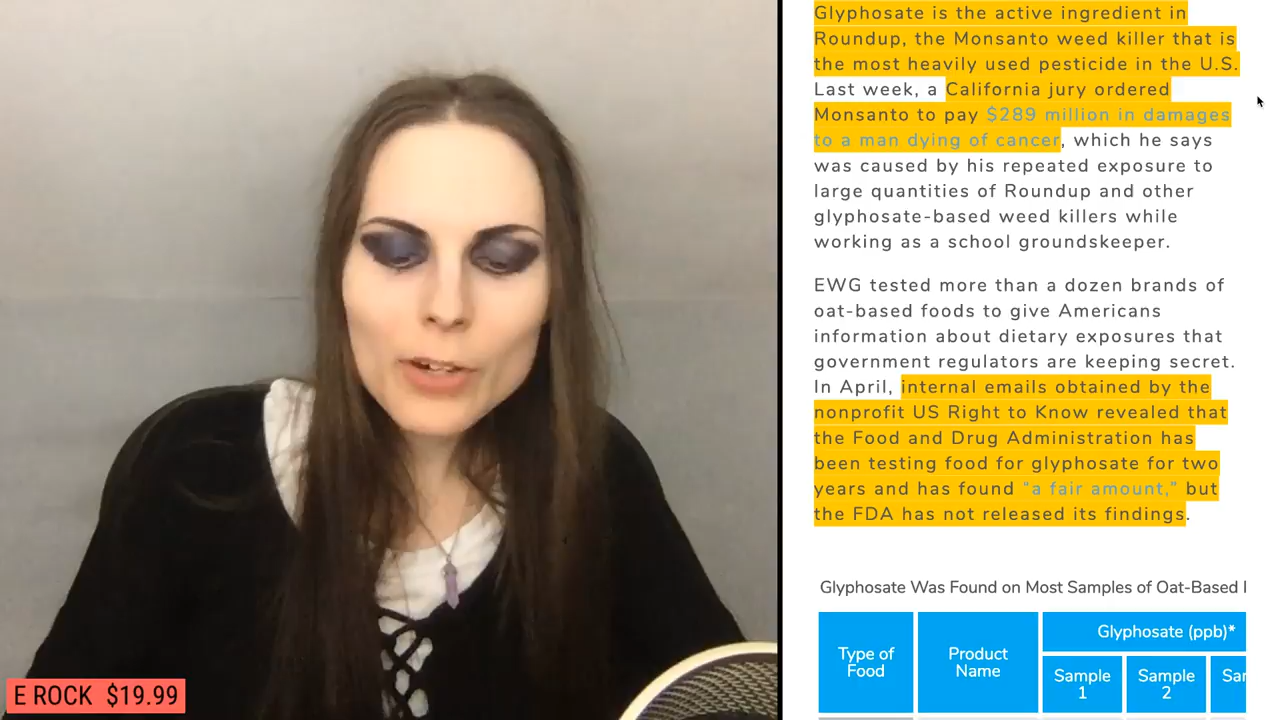 Glyphosate is the active ingredient in
Roundup, the Monsanto weed killer that is
the most heavily used pesticide in the U.S.
Last week, a California jury ordered
Monsanto to pay $289 million in damages
to a man dying of cancer, which he says
was caused by his repeated exposure to
large quantities of Roundup and other
glyphosate-based weed killers while
working as a school groundskeeper.
EWG tested more than a dozen brands of
oat-based foods to give Americans
information about dietary exposures that
government regulators are keeping secret.
In April, internal emails obtained by the
nonprofit US Right to Know revealed that
the Food and Drug Administration has
been testing food for glyphosate for two
years and has found “a fair amount,” but
the FDA has not released its findings.
Glyphosate Was Found on Most Samples of Oat-Based
Type of
Food
Product
Name
Glyphosate (ppb)*
Sample
1
Sample
2
E ROCK $19.99